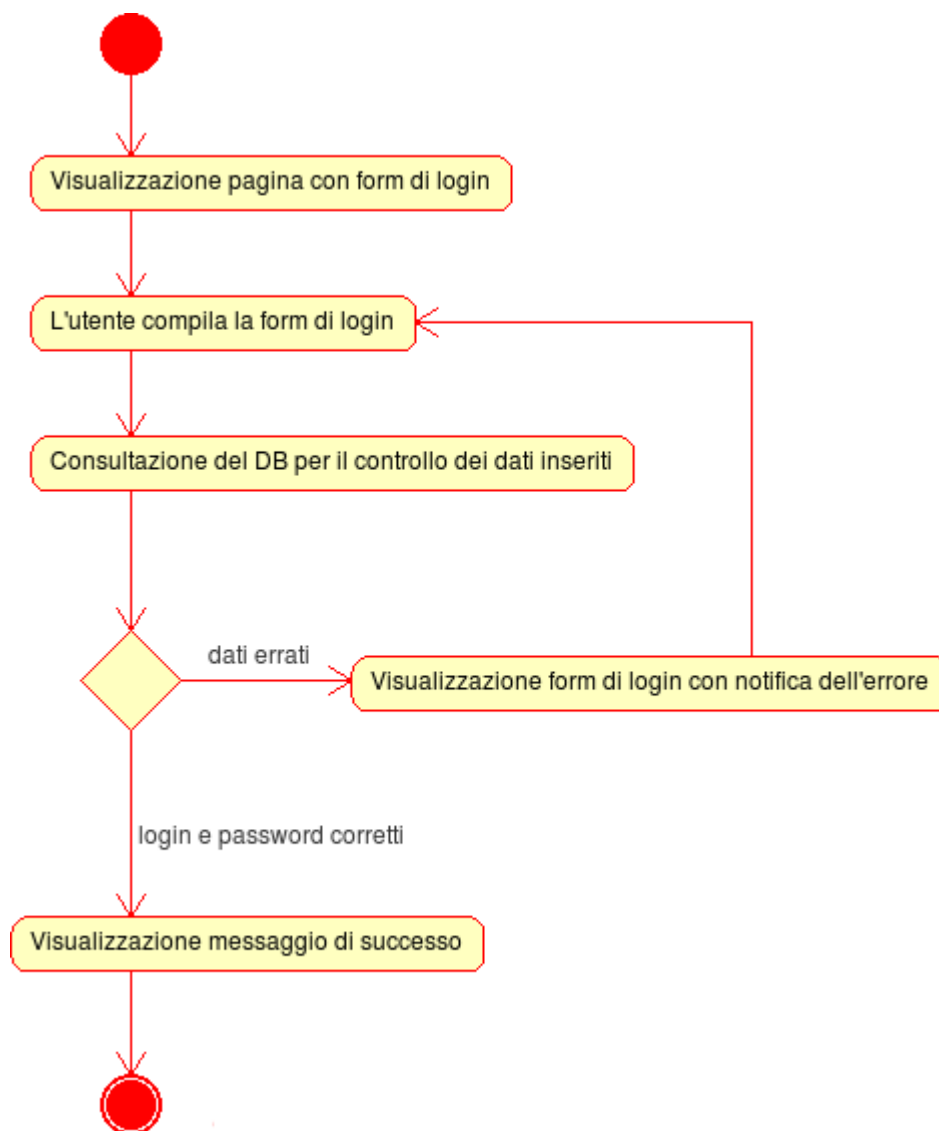 Visualizzazione pagina con form di login
L'utente compila la form di login
Consultazione del DB per il controllo dei dati inseriti
dati errati
Visualizzazione form di login con notifica dell'errore
login e password corretti
Visualizzazione messaggio di successo